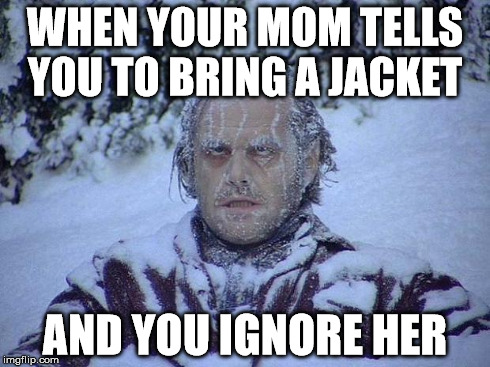 WHEN YOUR MOM TELLS
YOU TO BRING A JACKET
AND YOU IGNORE HER
imgflip.com